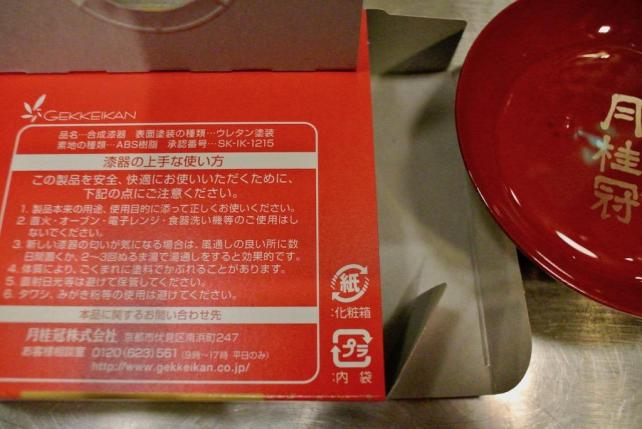 GEKKEIKAN
品名…合成漆器 表面塗装の種類…ウレタン塗装
素地の種類…ABS樹脂 承認番号…SK-IK-1215
漆器の上手な使い方
この製品を安全、快適にお使いいただくために、
下記の点にご注意ください。
1. 製品本来の用途、使用目的に添って正しくお使いください。
2. 直火・オーブン・電子レンジ・食器洗い機等のご使用はし
ないでください。
3. 新しい漆器の匂いが気になる場合は、風通しの良い所に数
日間置くか、2〜3回ぬるま湯で湯通しをすると効果的です。
4. 体質により、ごくまれに塗料でかぶれることがあります。
5. 直射日光等は避けて保管してください。
6. タワシ、みがき粉等の使用は避けてください。
本品に関するお問い合わせ先
月桂冠株式会社 京都市伏見区南浜町247
お客様相談室 0120(623)561(9時〜17時 平日のみ)
http://www.gekkeikan.co.jp/
紙
:化粧箱
プラ
:内 袋
月桂冠